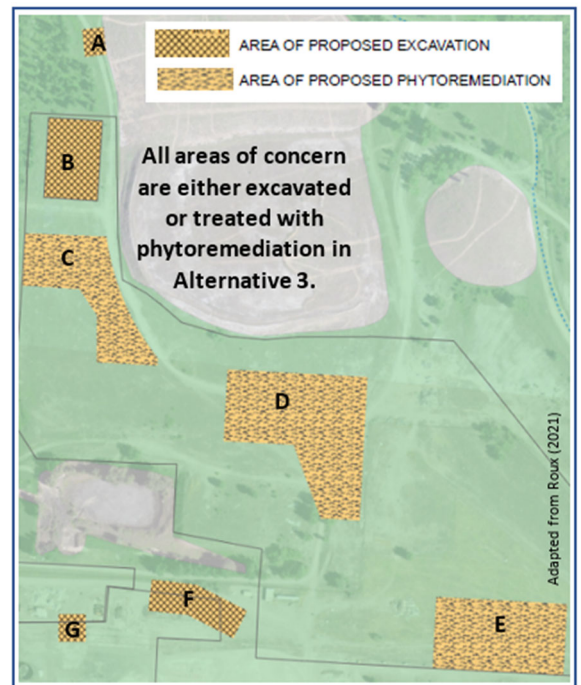 A
AREA OF PROPOSED EXCAVATION
AREA OF PROPOSED PHYTOREMEDIATION
B
All areas of concern
are either excavated
or treated with
phytoremediation in
Alternative 3.
C
D
Adapted from Roux (2021)
F
E
G